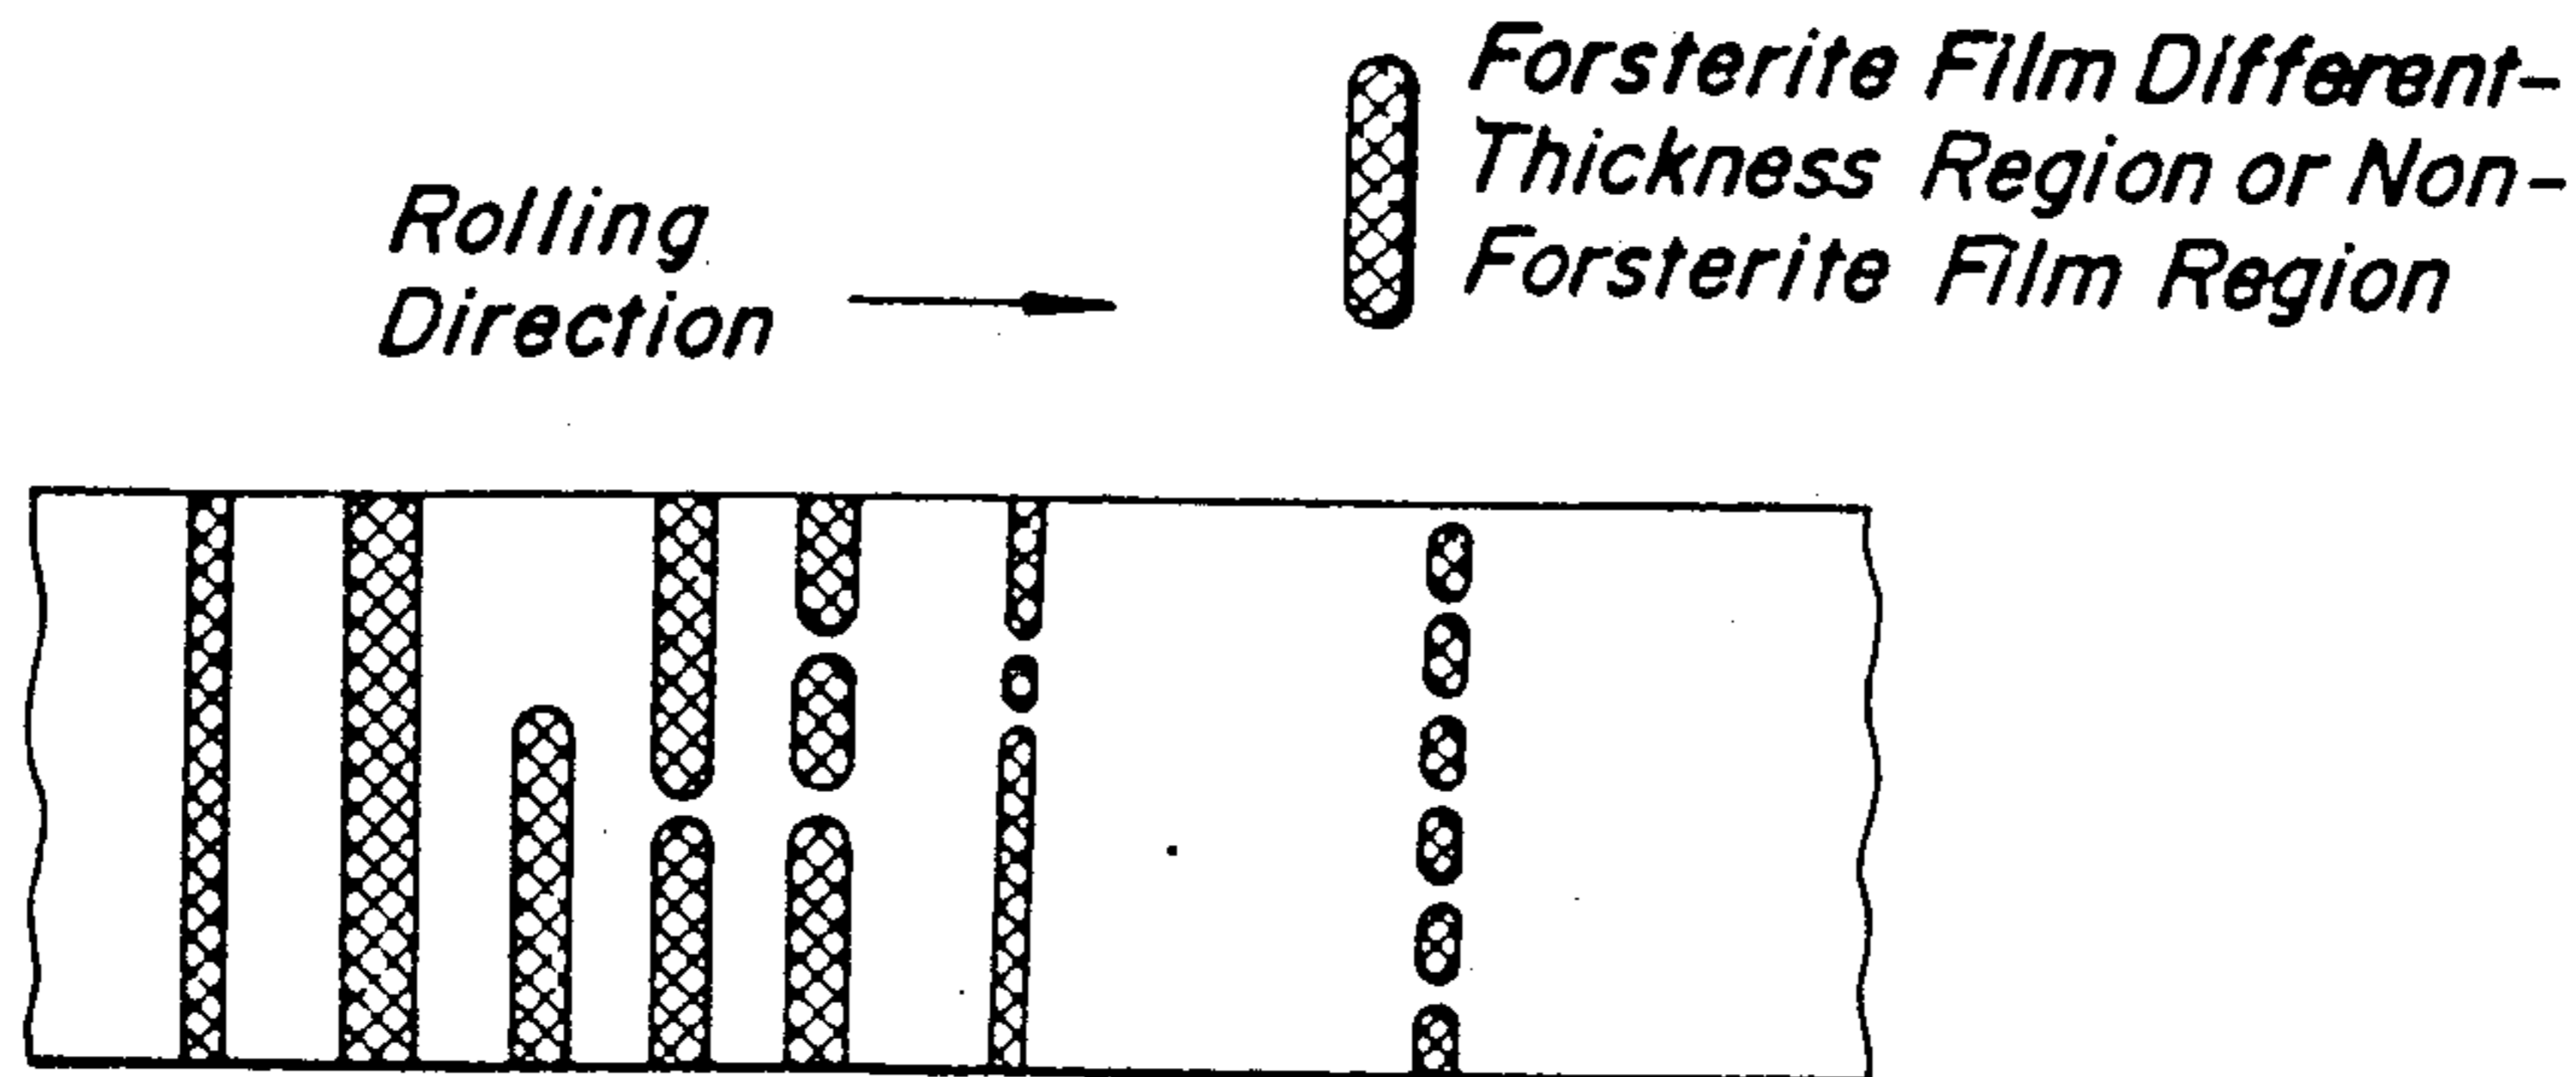 Rolling
Direction
Forsterite Film Different-
Thickness Region or Non-
Forsterite Film Region